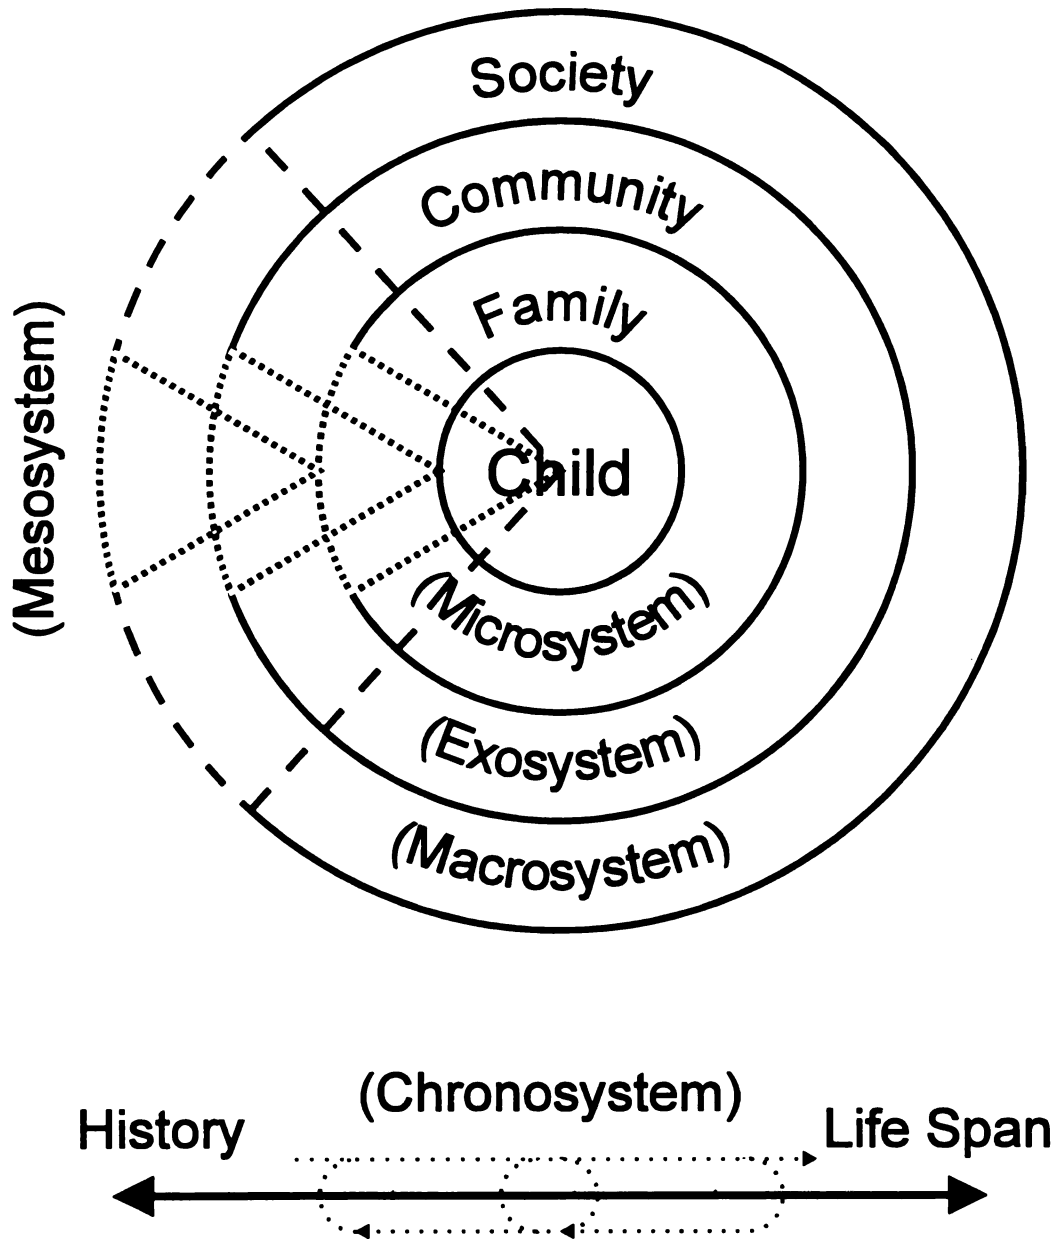 Society
Community
Family
Child
(Mesosystem)
(Microsystem)
(Exosystem)
(Macrosystem)
(Chronosystem)
History
Life Span